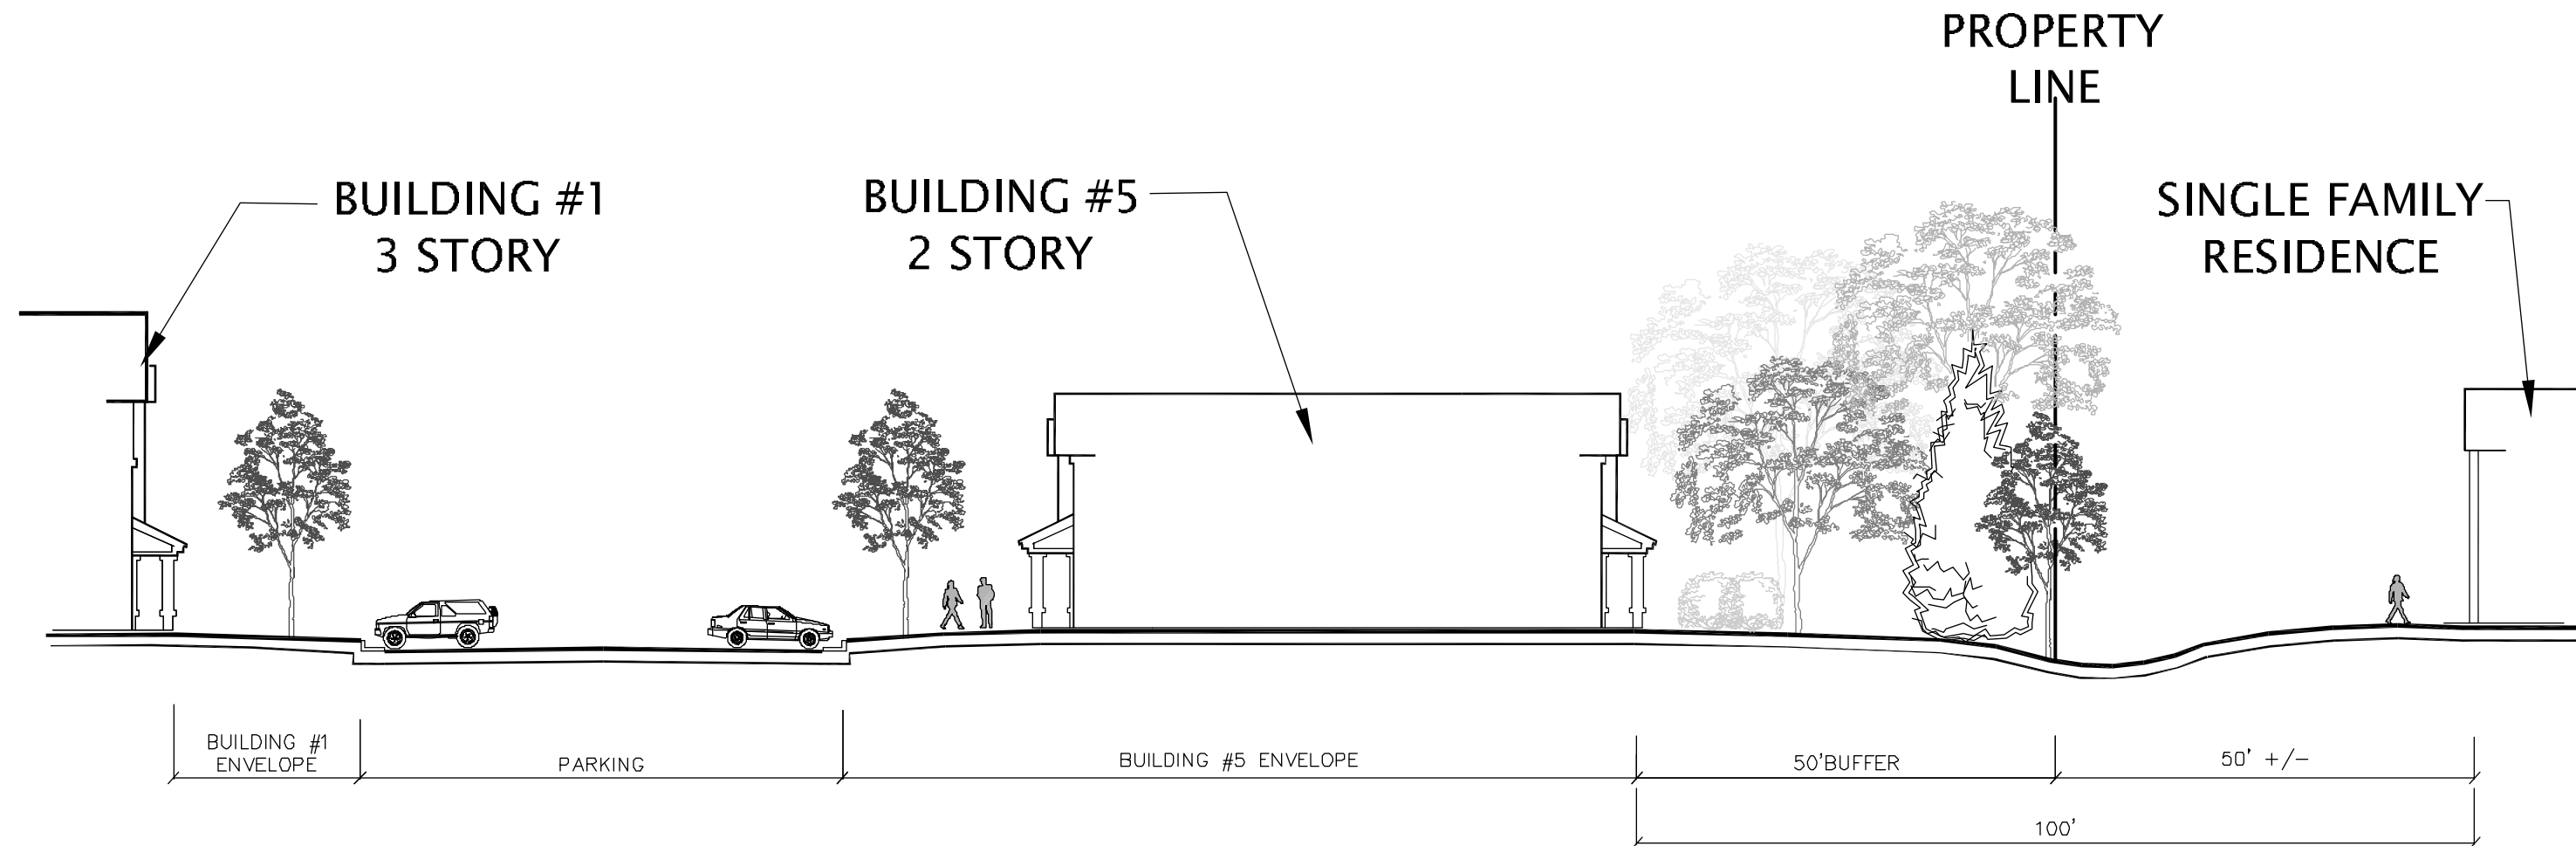 PROPERTY
LINE
BUILDING #1
3 STORY
BUILDING #5
2 STORY
SINGLE FAMILY
RESIDENCE
BUILDING #1
ENVELOPE
PARKING
BUILDING #5 ENVELOPE
50'BUFFER
50' +/-
100'